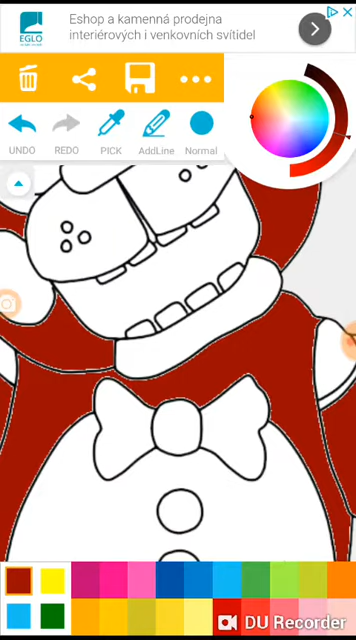 Eshop a kamenná prodejna
interiérových i venkovních svítidel
EGLO
UNDO
REDO
PICK
AddLine
Normal
DU Recorder